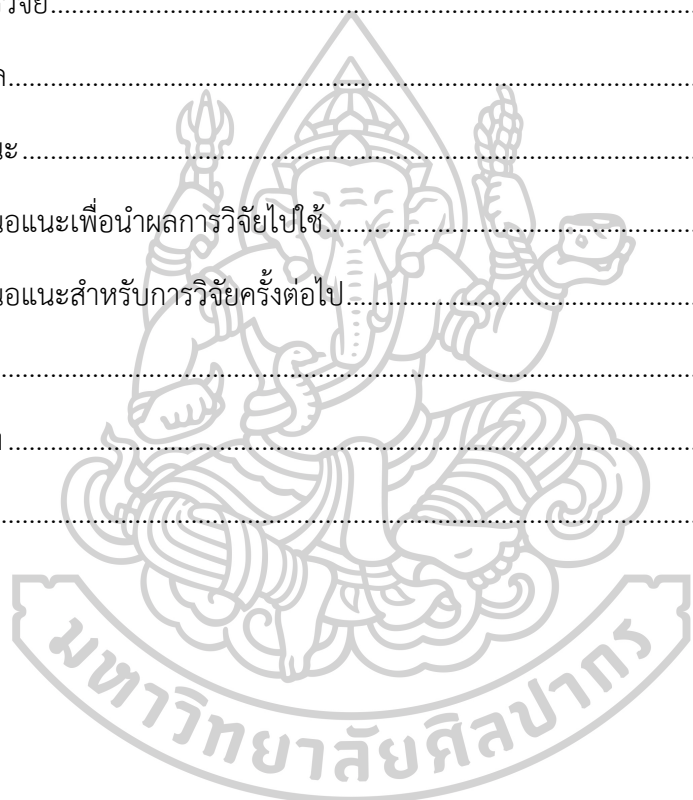 วิจัย
นอแนะเพื่อนำผลการวิจัยไปใช้
นอแนะสำหรับการวิจัยครั้งต่อไป
มหาวิทยาลัยศิลปากร